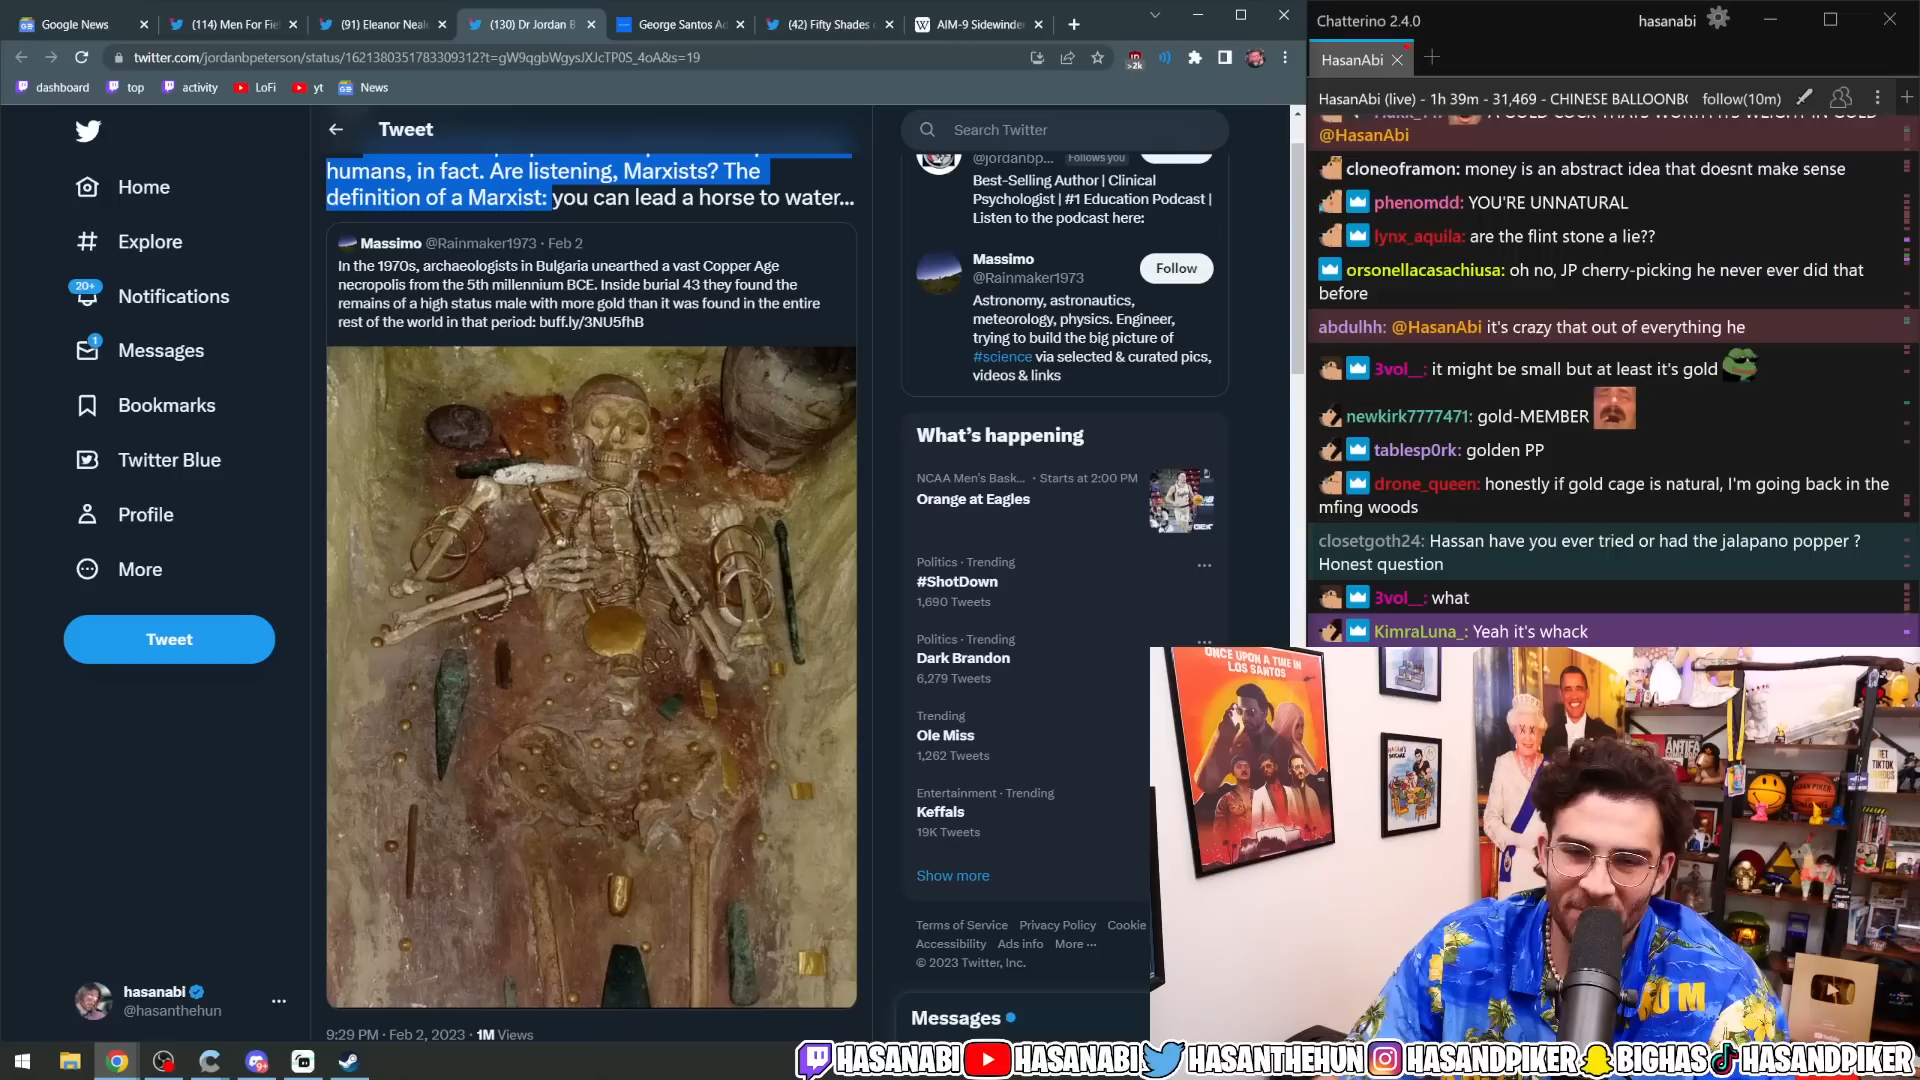 Google News
(114) Men For Fie
(91) Eleanor Neal
(130) Dr Jordan B
George Santos Ad
(42) Fifty Shades
AIM-9 Sidewinder
twitter.com/jordanbpeterson/status/1621380351783309312?t=gW9qgbWgysJXJcTP0S_4oA&s=19
>2k
dashboard
top
activity
LoFi
yt
News
Home
Explore
20+
Notifications
1
Messages
Bookmarks
Twitter Blue
Profile
More
Tweet
hasanabi
@hasanthehun
Tweet
humans, in fact. Are listening, Marxists? The
definition of a Marxist: you can lead a horse to water...
Massimo @Rainmaker1973 · Feb 2
In the 1970s, archaeologists in Bulgaria unearthed a vast Copper Age
necropolis from the 5th millennium BCE. Inside burial 43 they found the
remains of a high status male with more gold than it was found in the entire
rest of the world in that period: buff.ly/3NU5fhB
9:29 PM · Feb 2, 2023 · 1M Views
Search Twitter
@jordanbp... Follows you
Best-Selling Author | Clinical
Psychologist | #1 Education Podcast |
Listen to the podcast here:
Massimo
@Rainmaker1973
Follow
Astronomy, astronautics,
meteorology, physics. Engineer,
trying to build the big picture of
#science via selected & curated pics,
videos & links
What's happening
NCAA Men's Bask... · Starts at 2:00 PM
Orange at Eagles
Politics · Trending
#ShotDown
1,690 Tweets
Politics · Trending
Dark Brandon
6,279 Tweets
Trending
Ole Miss
1,262 Tweets
Entertainment · Trending
Keffals
19K Tweets
Show more
Terms of Service Privacy Policy Cookie
Accessibility Ads info More ···
© 2023 Twitter, Inc.
Messages
Chatterino 2.4.0
hasanabi
HasanAbi
HasanAbi (live) - 1h 39m - 31,469 - CHINESE BALLOONB
follow(10m)
A GOLD COCK THATS WORTH IT'S WEIGHT IN GOLD
@HasanAbi
cloneoframon: money is an abstract idea that doesnt make sense
phenomdd: YOU'RE UNNATURAL
lynx_aquila: are the flint stone a lie??
orsonellacasachiusa: oh no, JP cherry-picking he never ever did that
before
abdulhh: @HasanAbi it's crazy that out of everything he
3vol__: it might be small but at least it's gold
newkirk7777471: gold-MEMBER
tablesp0rk: golden PP
drone_queen: honestly if gold cage is natural, I'm going back in the
mfing woods
closetgoth24: Hassan have you ever tried or had the jalapano popper ?
Honest question
3vol__: what
KimraLuna_: Yeah it's whack
ONCE UPON A TIME IN
LOS SANTOS
ANTIFA
HASANABI
HASANABI
HASANTHEHUN
HASANDPIKER
BIGHAS
HASANDPIKER